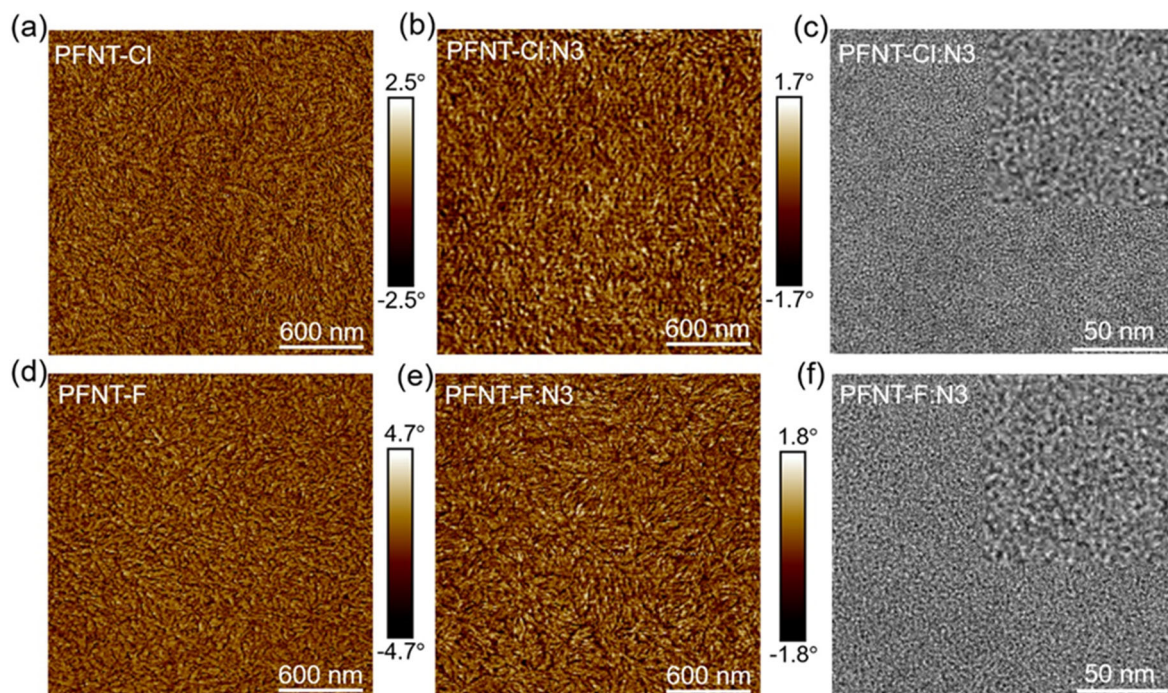 (a)
PFNT-Cl
2.5°
-2.5°
600 nm
(b)
PFNT-Cl:N3
1.7°
-1.7°
600 nm
(c)
PFNT-Cl:N3
50 nm
(d)
PFNT-F
4.7°
-4.7°
600 nm
(e)
PFNT-F:N3
1.8°
-1.8°
600 nm
(f)
PFNT-F:N3
50 nm